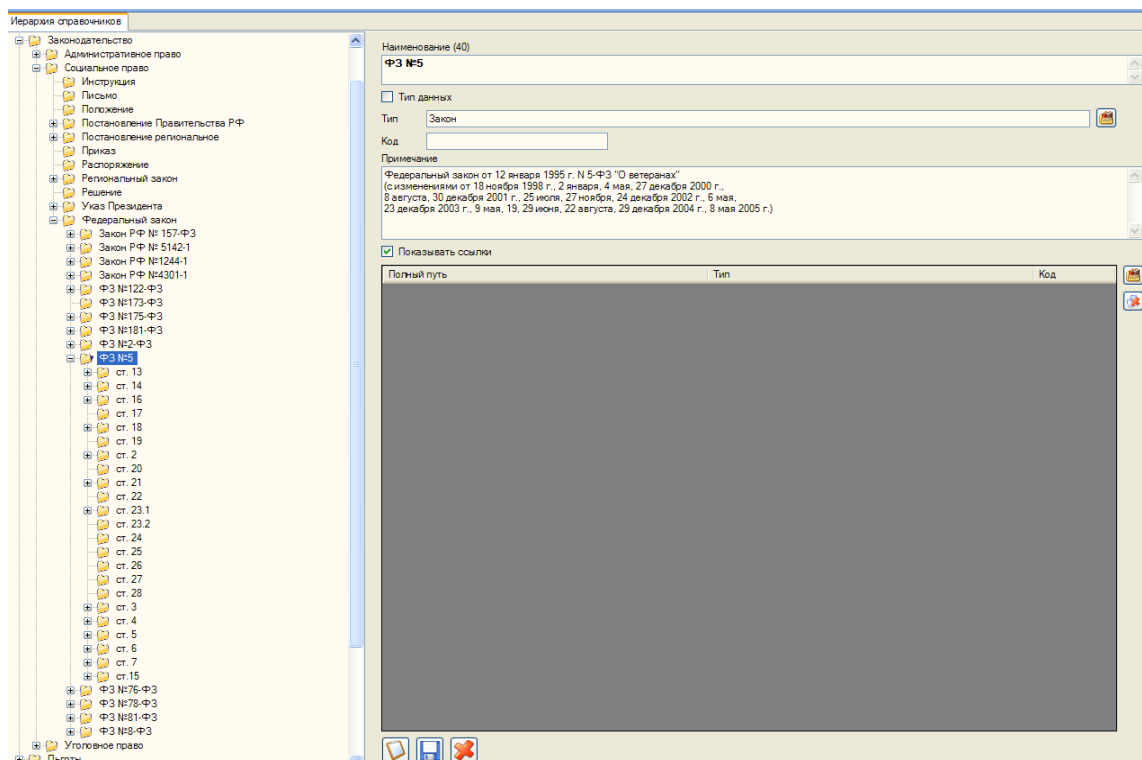 Иерархия справочников
Законодательство
Административное право
Социальное право
Инструкция
Письмо
Положение
Постановление Правительства РФ
Постановление региональное
Приказ
Распоряжение
Региональный закон
Решение
Указ Президента
Федеральный закон
Закон РФ № 157-ФЗ
Закон РФ № 5142-1
Закон РФ №1244-1
Закон РФ №4301-1
ФЗ №122-ФЗ
ФЗ №173-ФЗ
ФЗ №175-ФЗ
ФЗ №181-ФЗ
ФЗ №2-ФЗ
ФЗ №5
ст. 13
ст. 14
ст. 16
ст. 17
ст. 18
ст. 19
ст. 2
ст. 20
ст. 21
ст. 22
ст. 23.1
ст. 23.2
ст. 24
ст. 25
ст. 26
ст. 27
ст. 28
ст. 3
ст. 4
ст. 5
ст. 6
ст. 7
ст.15
ФЗ №76-ФЗ
ФЗ №78-ФЗ
ФЗ №81-ФЗ
ФЗ №8-ФЗ
Уголовное право
Льготы
Наименование (40)
ФЗ №5
Тип данных
Тип Закон
Код
Примечание
Федеральный закон от 12 января 1995 г. N 5-ФЗ "О ветеранах"
(с изменениями от 18 ноября 1998 г., 2 января, 4 мая, 27 декабря 2000 г.,
8 августа, 30 декабря 2001 г., 25 июля, 27 ноября, 24 декабря 2002 г., 6 мая,
23 декабря 2003 г., 9 мая, 19, 29 июня, 22 августа, 29 декабря 2004 г., 8 мая 2005 г.)
Показывать ссылки
Полный путь Тип Код